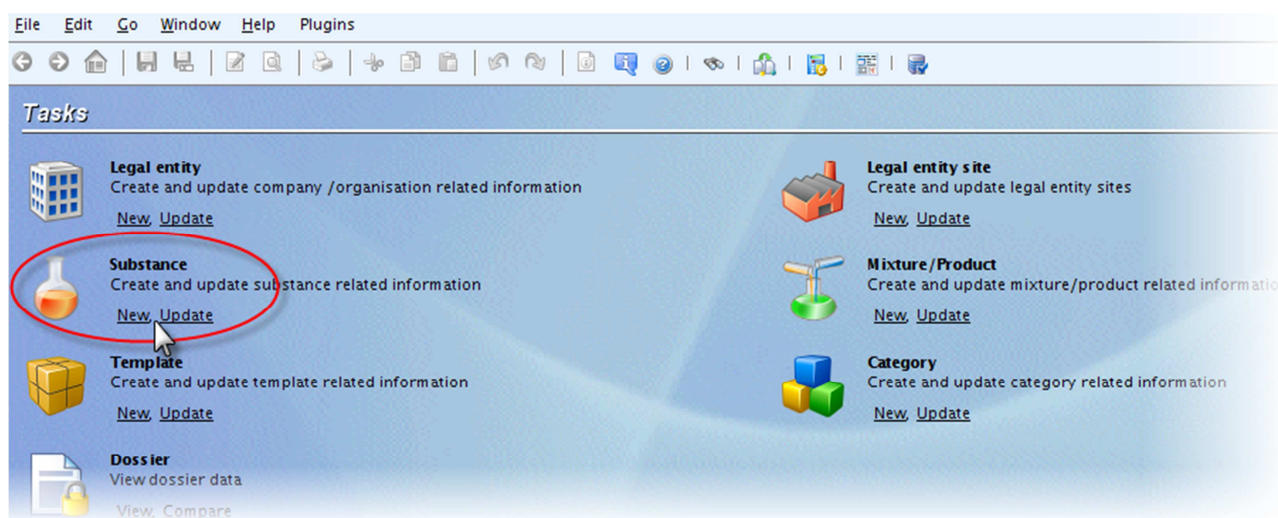 File Edit Go Window Help Plugins
Tasks
Legal entity
Create and update company /organisation related information
New, Update
Legal entity site
Create and update legal entity sites
New, Update
Substance
Create and update substance related information
New, Update
Mixture/Product
Create and update mixture/product related informatio
New, Update
Template
Create and update template related information
New, Update
Category
Create and update category related information
New, Update
Dossier
View dossier data
View, Compare